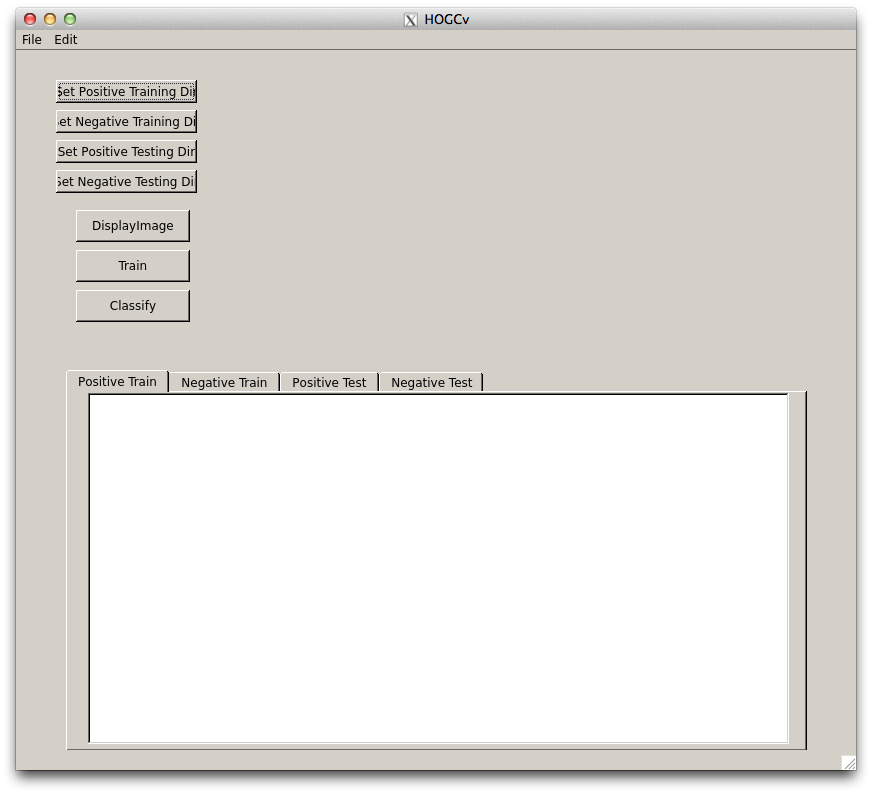 HOGCv
File Edit
Set Positive Training Dir
et Negative Training Di
Set Positive Testing Dir
Set Negative Testing Di
DisplayImage
Train
Classify
Positive Train Negative Train Positive Test Negative Test